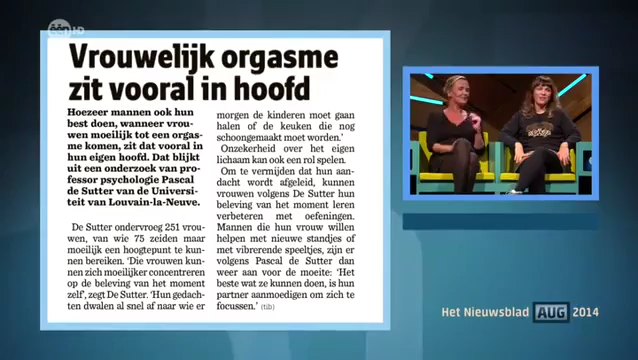 één HD
Vrouwelijk orgasme
zit vooral in hoofd
Hoezeer mannen ook hun
best doen, wanneer vrou-
wen moeilijk tot een orgas-
me komen, zit dat vooral in
hun eigen hoofd. Dat blijkt
uit een onderzoek van pro-
fessor psychologie Pascal
de Sutter van de Universi-
teit van Louvain-la-Neuve.
De Sutter ondervroeg 251 vrou-
wen, van wie 75 zeiden maar
moeilijk een hoogtepunt te kun-
nen bereiken. ‘Die vrouwen kun-
nen zich moeilijker concentreren
op de beleving van het moment
zelf’, zegt De Sutter. ‘Hun gedach-
ten dwalen al snel af naar wie er
morgen de kinderen moet gaan
halen of de keuken die nog
schoongemaakt moet worden.’
Onzekerheid over het eigen
lichaam kan ook een rol spelen.
Om te vermijden dat hun aan-
dacht wordt afgeleid, kunnen
vrouwen volgens De Sutter hun
beleving van het moment leren
verbeteren met oefeningen.
Mannen die hun vrouw willen
helpen met nieuwe standjes of
met vibrerende speeltjes, zijn er
volgens Pascal de Sutter dan
weer aan voor de moeite: ‘Het
beste wat ze kunnen doen, is hun
partner aanmoedigen om zich te
focussen.’ (tib)
Het Nieuwsblad AUG 2014